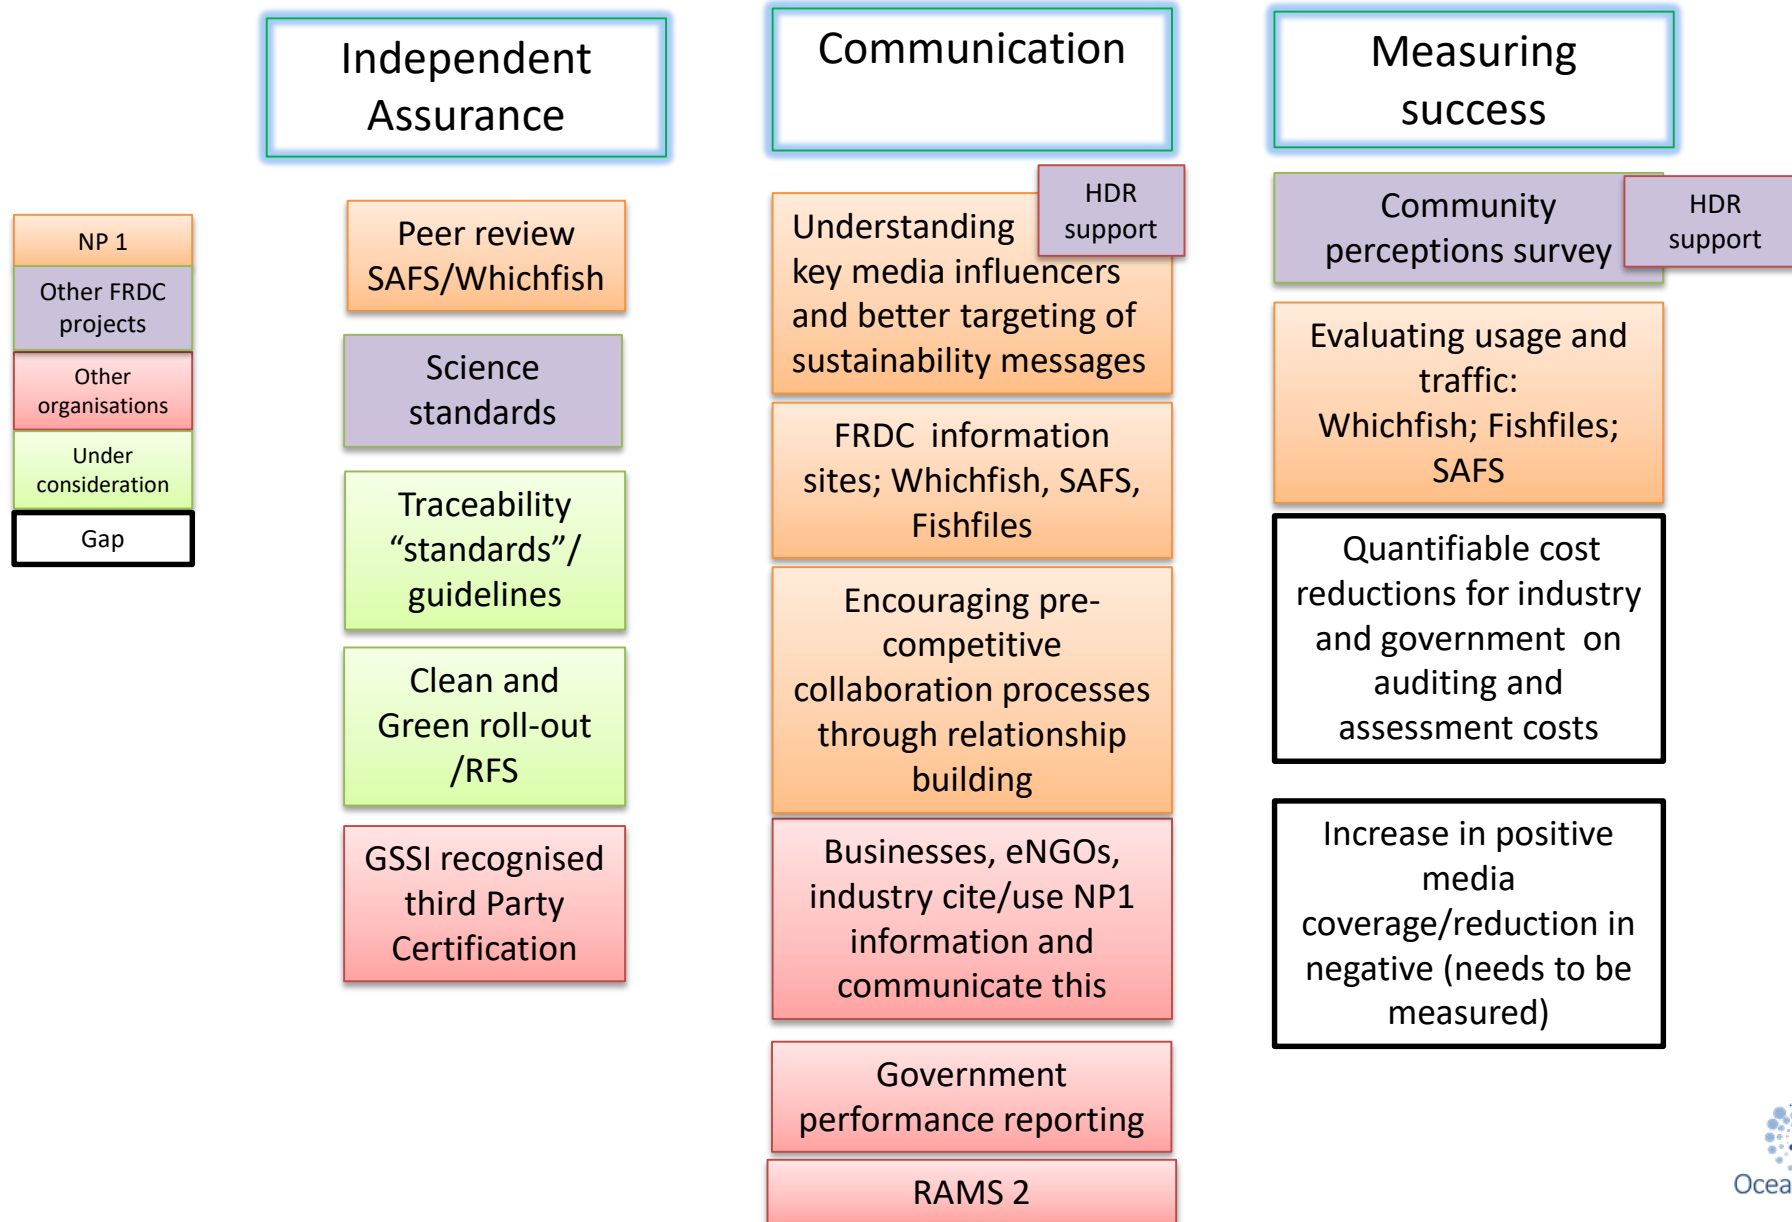 Independent
Assurance
Communication
Measuring
success
NP 1
Other FRDC
projects
Other
organisations
Under
consideration
Gap
Peer review
SAFS/Whichfish
Science
standards
Traceability
“standards”/
guidelines
Clean and
Green roll-out
/RFS
GSSI recognised
third Party
Certification
HDR
support
Understanding
key media influencers
and better targeting of
sustainability messages
FRDC information
sites; Whichfish, SAFS,
Fishfiles
Encouraging pre-
competitive
collaboration processes
through relationship
building
Businesses, eNGOs,
industry cite/use NP1
information and
communicate this
Government
performance reporting
RAMS 2
Community
perceptions survey
HDR
support
Evaluating usage and
traffic:
Whichfish; Fishfiles;
SAFS
Quantifiable cost
reductions for industry
and government on
auditing and
assessment costs
Increase in positive
media
coverage/reduction in
negative (needs to be
measured)
Ocea